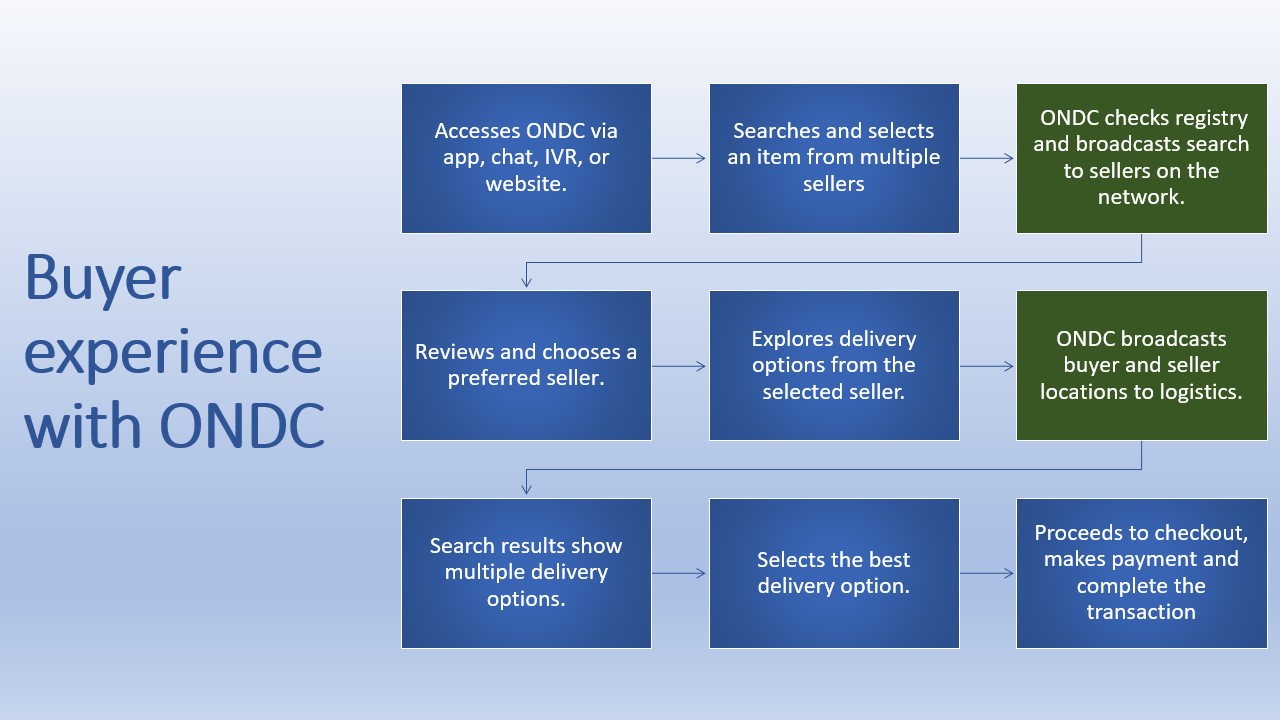 Buyer
experience
with ONDC
Accesses ONDC via
app, chat, IVR, or
website.
Searches and selects
an item from multiple
sellers
ONDC checks registry
and broadcasts search
to sellers on the
network.
Reviews and chooses a
preferred seller.
Explores delivery
options from the
selected seller.
ONDC broadcasts
buyer and seller
locations to logistics.
Search results show
multiple delivery
options.
Selects the best
delivery option.
Proceeds to checkout,
makes payment and
complete the
transaction